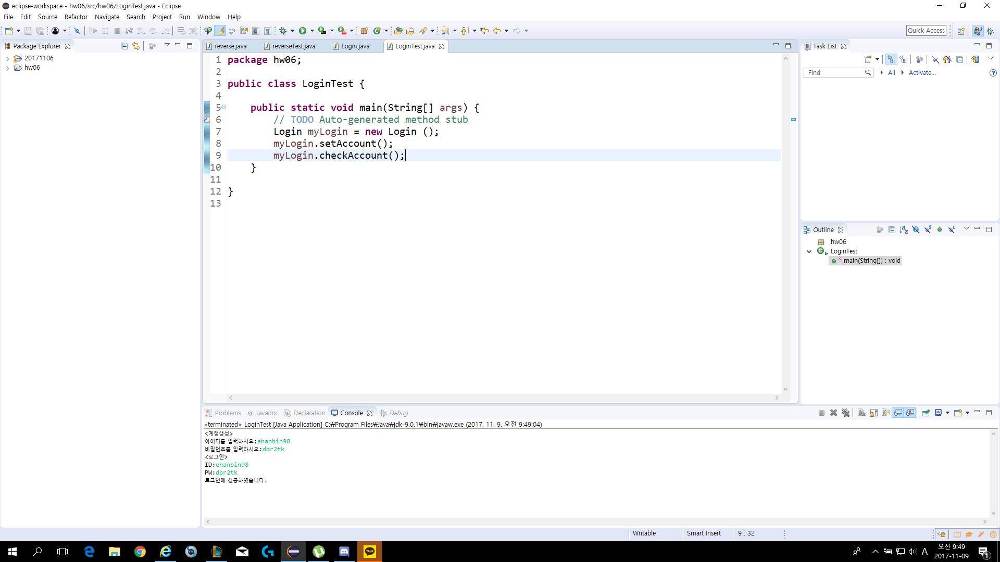 eclipse-workspace - hw06/src/hw06/LoginTest.java - Eclipse
File Edit Source Refactor Navigate Search Project Run Window Help
Quick Access
Package Explorer
20171106
hw06
reverse.java reverseTest.java Login.java LoginTest.java
1 package hw06;
2
3 public class LoginTest {
4
5 public static void main(String[] args) {
6 // TODO Auto-generated method stub
7 Login myLogin = new Login ();
8 myLogin.setAccount();
9 myLogin.checkAccount();
10 }
11
12 }
13
Task List
Find All Activate...
Outline
hw06
LoginTest
main(String[]) : void
Problems @ Javadoc Declaration Console Debug
<terminated> LoginTest [Java Application] C:₩Program Files₩Java₩jdk-9.0.1₩bin₩javaw.exe (2017. 11. 9. 오전 9:49:04)
<계정생성>
아이디를 입력하시오:ehanbin98
비밀번호를 입력하시오:dbr2tk
<로그인>
ID:ehanbin98
PW:dbr2tk
로그인에 성공하였습니다.
Writable Smart Insert 9 : 32
TALK
A
오전 9:49
2017-11-09
1